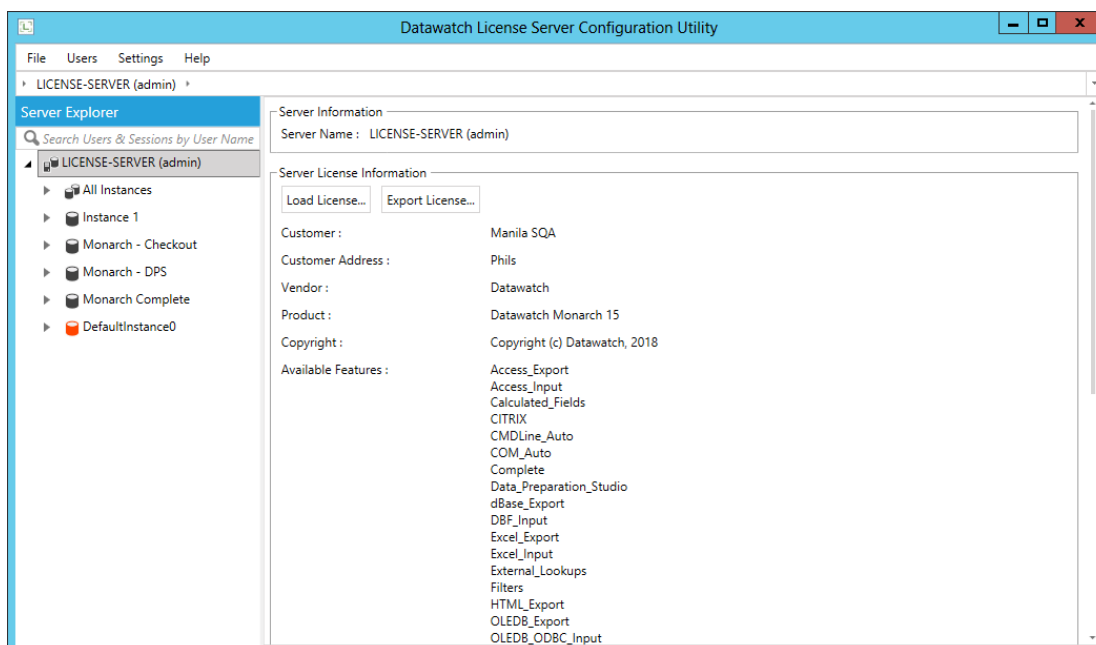 Datawatch License Server Configuration Utility
File Users Settings Help
LICENSE-SERVER (admin)
Server Explorer
Search Users & Sessions by User Name
LICENSE-SERVER (admin)
All Instances
Instance 1
Monarch - Checkout
Monarch - DPS
Monarch Complete
DefaultInstance0
Server Information
Server Name : LICENSE-SERVER (admin)
Server License Information
Load License... Export License...
Customer : Manila SQA
Customer Address : Phils
Vendor : Datawatch
Product : Datawatch Monarch 15
Copyright : Copyright (c) Datawatch, 2018
Available Features : Access_Export
Access_Input
Calculated_Fields
CITRIX
CMDLine_Auto
COM_Auto
Complete
Data_Preparation_Studio
dBase_Export
DBF_Input
Excel_Export
Excel_Input
External_Lookups
Filters
HTML_Export
OLEDB_Export
OLEDB_ODBC_Input